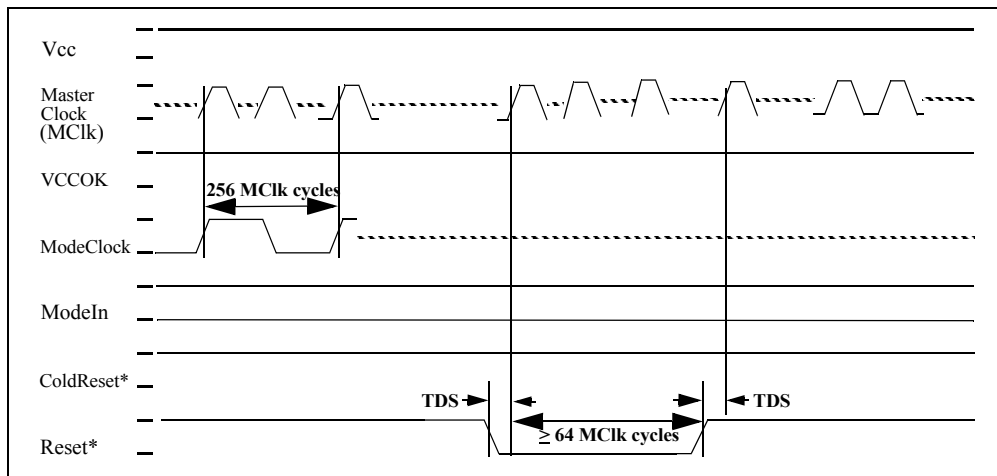 Vcc
Master
Clock
(MClk)
VCCOK
256 MClk cycles
ModeClock
ModeIn
ColdReset*
TDS
TDS
≥ 64 MClk cycles
Reset*